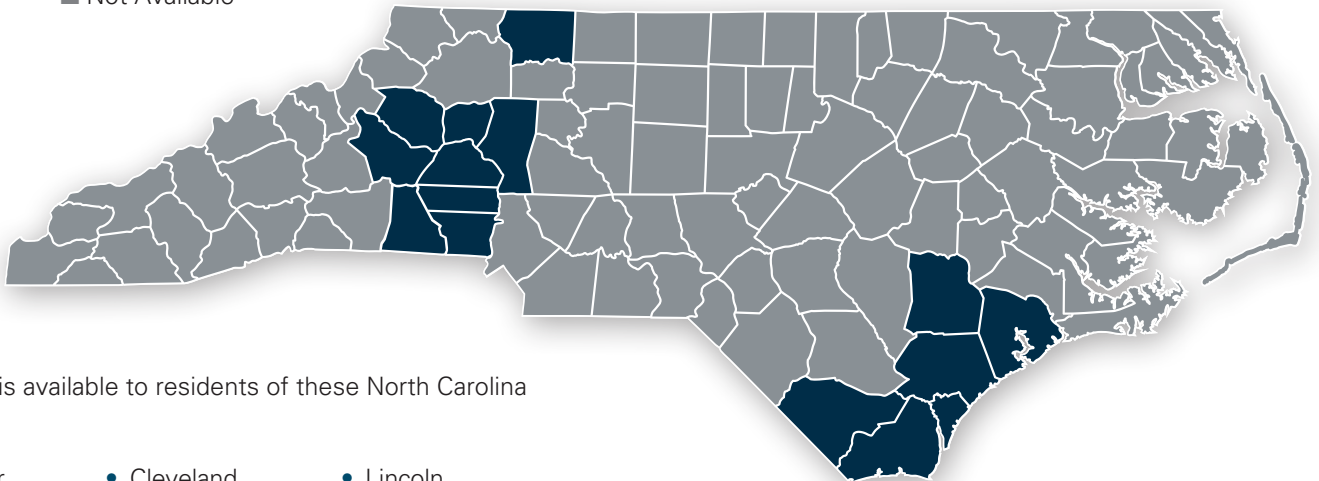 Not Available
is available to residents of these North Carolina
• Cleveland
• Lincoln